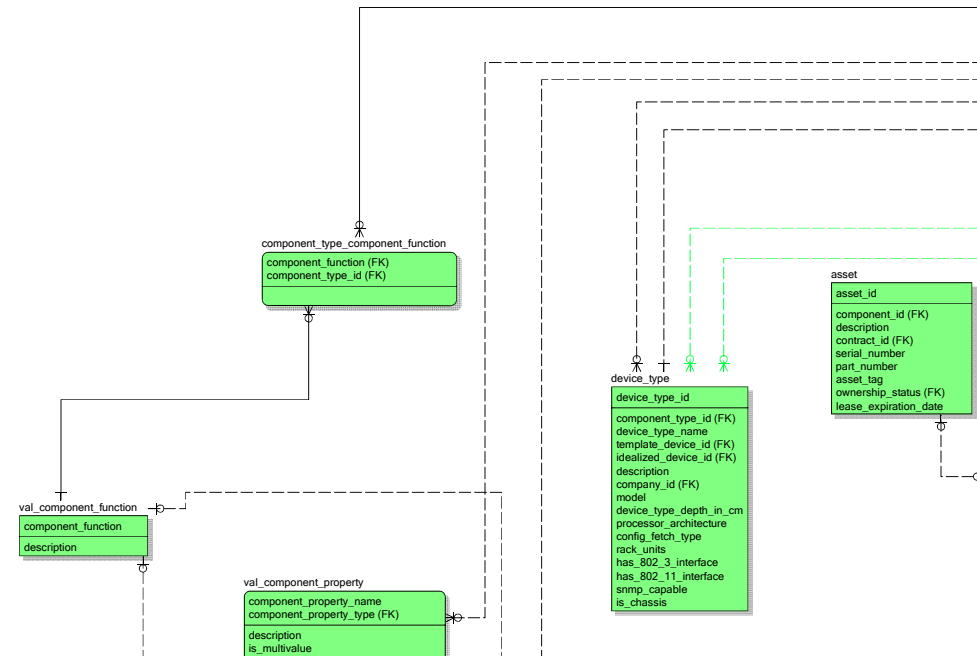 component_type_component_function
component_function (FK)
component_type_id (FK)
asset
asset_id
component_id (FK)
description
contract_id (FK)
serial_number
part_number
asset_tag
ownership_status (FK)
lease_expiration_date
device_type
device_type_id
component_type_id (FK)
device_type_name
template_device_id (FK)
idealized_device_id (FK)
description
company_id (FK)
model
device_type_depth_in_cm
processor_architecture
config_fetch_type
rack_units
has_802_3_interface
has_802_11_interface
snmp_capable
is_chassis
val_component_function
component_function
description
val_component_property
component_property_name
component_property_type (FK)
description
is_multivalue